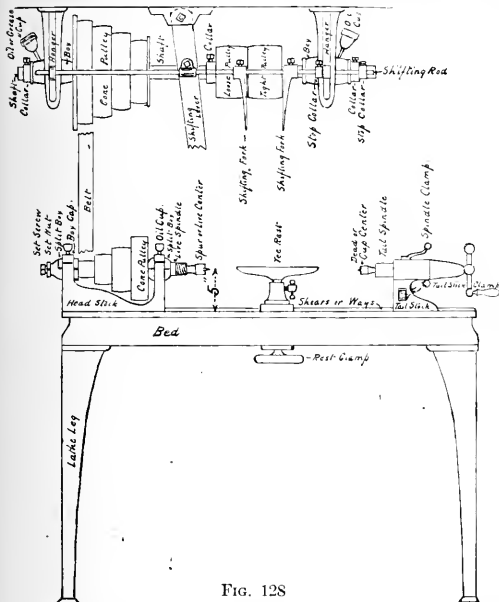 Oil or Grease
Cup
Hanger
Box
Cone Pulley
Shaft
Shifting Lever
Collar
Loose Pulley
Tight Pulley
Box
Hanger
Oil Cup
Shaft
Collar
Stop Collar
Collar
Stop Collar
Shifting Rod
Shifting Fork
Shifting Fork
Belt
Set Screw
Set Nut
Split Box
Box Cap.
Cone Pulley
Oil Cup.
Split Box
Live Spindle
Spur or Live Center
5"
Tee Rest
Dead or
Cup Center
Tail Spindle
Spindle Clamp
Head Stock
Shears or Ways
Tail Stock
Tail Stock Clamp
Bed
Rest Clamp
Lathe Leg
FIG. 128